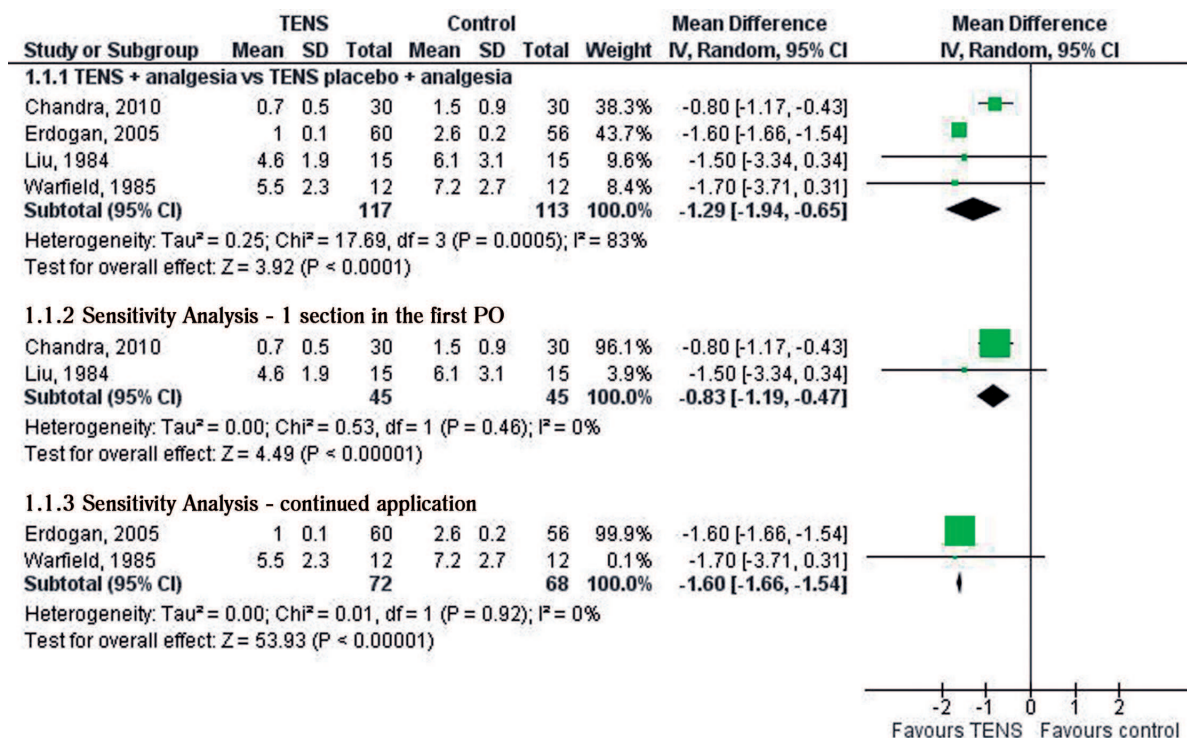 TENS Control Mean Difference Mean Difference
Study or Subgroup Mean SD Total Mean SD Total Weight IV, Random, 95% CI IV, Random, 95% CI
1.1.1 TENS + analgesia vs TENS placebo + analgesia
Chandra, 2010 0.7 0.5 30 1.5 0.9 30 38.3% -0.80 [-1.17, -0.43]
Erdogan, 2005 1 0.1 60 2.6 0.2 56 43.7% -1.60 [-1.66, -1.54]
Liu, 1984 4.6 1.9 15 6.1 3.1 15 9.6% -1.50 [-3.34, 0.34]
Warfield, 1985 5.5 2.3 12 7.2 2.7 12 8.4% -1.70 [-3.71, 0.31]
Subtotal (95% CI) 117 113 100.0% -1.29 [-1.94, -0.65]
Heterogeneity: Tau² = 0.25; Chi² = 17.69, df = 3 (P = 0.0005); I² = 83%
Test for overall effect: Z = 3.92 (P < 0.0001)
1.1.2 Sensitivity Analysis - 1 section in the first PO
Chandra, 2010 0.7 0.5 30 1.5 0.9 30 96.1% -0.80 [-1.17, -0.43]
Liu, 1984 4.6 1.9 15 6.1 3.1 15 3.9% -1.50 [-3.34, 0.34]
Subtotal (95% CI) 45 45 100.0% -0.83 [-1.19, -0.47]
Heterogeneity: Tau² = 0.00; Chi² = 0.53, df = 1 (P = 0.46); I² = 0%
Test for overall effect: Z = 4.49 (P < 0.00001)
1.1.3 Sensitivity Analysis - continued application
Erdogan, 2005 1 0.1 60 2.6 0.2 56 99.9% -1.60 [-1.66, -1.54]
Warfield, 1985 5.5 2.3 12 7.2 2.7 12 0.1% -1.70 [-3.71, 0.31]
Subtotal (95% CI) 72 68 100.0% -1.60 [-1.66, -1.54]
Heterogeneity: Tau² = 0.00; Chi² = 0.01, df = 1 (P = 0.92); I² = 0%
Test for overall effect: Z = 53.93 (P < 0.00001)
-2 -1 0 1 2
Favours TENS Favours control